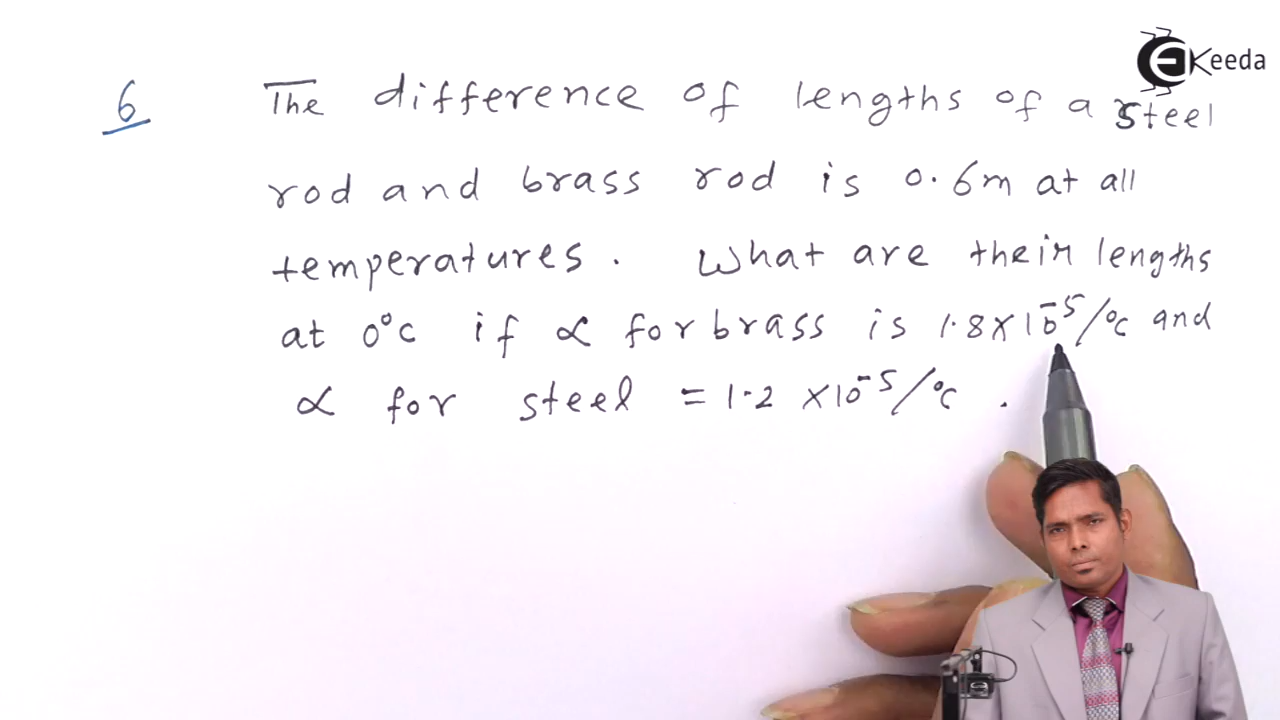 EKeeda
6 The difference of lengths of a steel
rod and brass rod is 0.6m at all
temperatures. What are their lengths
at 0°C if α for brass is 1.8×10⁻⁵/°C and
α for steel = 1.2 ×10⁻⁵/°C .